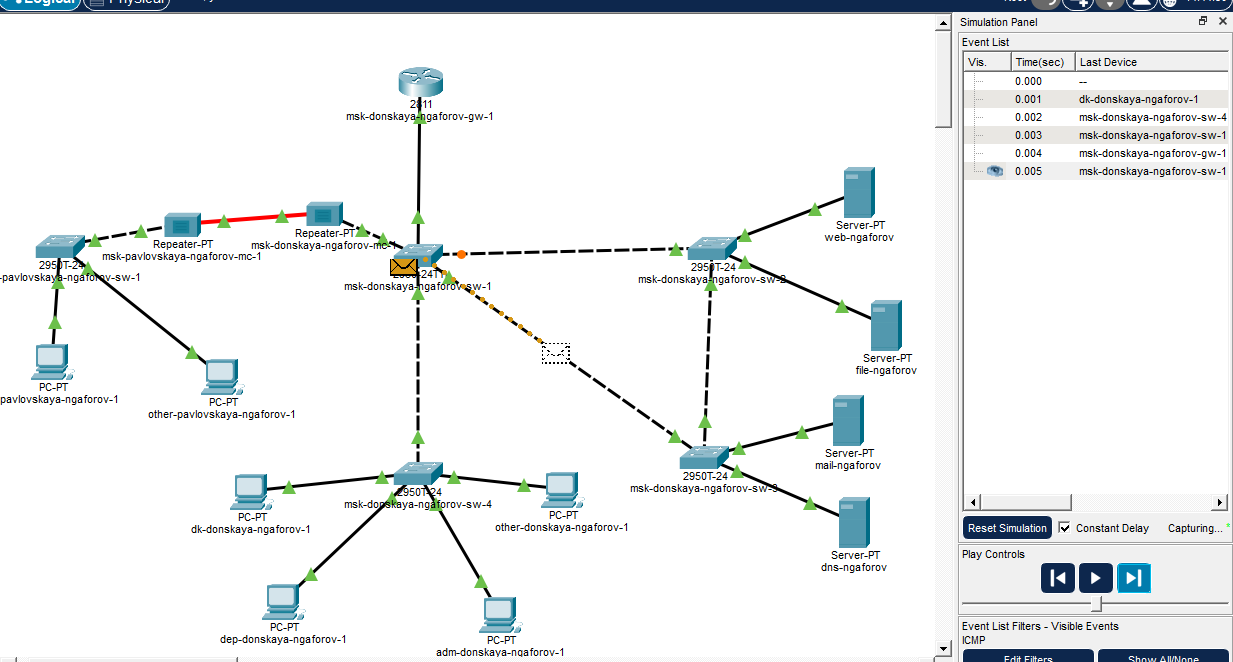 Logical
Physical
Simulation Panel
Event List
Vis.
Time(sec)
Last Device
0.000
--
0.001
dk-donskaya-ngaforov-1
0.002
msk-donskaya-ngaforov-sw-4
0.003
msk-donskaya-ngaforov-sw-1
0.004
msk-donskaya-ngaforov-gw-1
0.005
msk-donskaya-ngaforov-sw-1
2811
msk-donskaya-ngaforov-gw-1
Server-PT
web-ngaforov
Repeater-PT
msk-donskaya-ngaforov-mc-1
Repeater-PT
msk-pavlovskaya-ngaforov-mc-1
2950T-24
-pavlovskaya-ngaforov-sw-1
msk-donskaya-ngaforov-sw-1
2950T-24
msk-donskaya-ngaforov-sw-2
Server-PT
file-ngaforov
PC-PT
pavlovskaya-ngaforov-1
PC-PT
other-pavlovskaya-ngaforov-1
Server-PT
mail-ngaforov
2950T-24
msk-donskaya-ngaforov-sw-3
2950T-24
msk-donskaya-ngaforov-sw-4
PC-PT
dk-donskaya-ngaforov-1
PC-PT
other-donskaya-ngaforov-1
Server-PT
dns-ngaforov
PC-PT
dep-donskaya-ngaforov-1
PC-PT
adm-donskaya-ngaforov-1
Reset Simulation
Constant Delay
Capturing...
*
Play Controls
Event List Filters - Visible Events
ICMP
Edit Filters
Show All/None